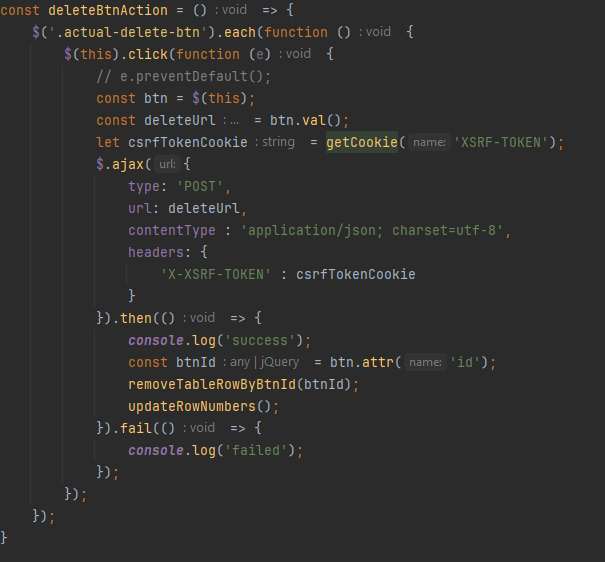 const deleteBtnAction = () : void => {
    $('.actual-delete-btn').each(function () : void {
        $(this).click(function (e) : void {
            // e.preventDefault();
            const btn = $(this);
            const deleteUrl : ... = btn.val();
            let csrfTokenCookie : string = getCookie( name: 'XSRF-TOKEN');
            $.ajax( url: {
                type: 'POST',
                url: deleteUrl,
                contentType : 'application/json; charset=utf-8',
                headers: {
                    'X-XSRF-TOKEN' : csrfTokenCookie
                }
            }).then(() : void => {
                console.log('success');
                const btnId : any | jQuery = btn.attr( name: 'id');
                removeTableRowByBtnId(btnId);
                updateRowNumbers();
            }).fail(() : void => {
                console.log('failed');
            });
        });
    });
}